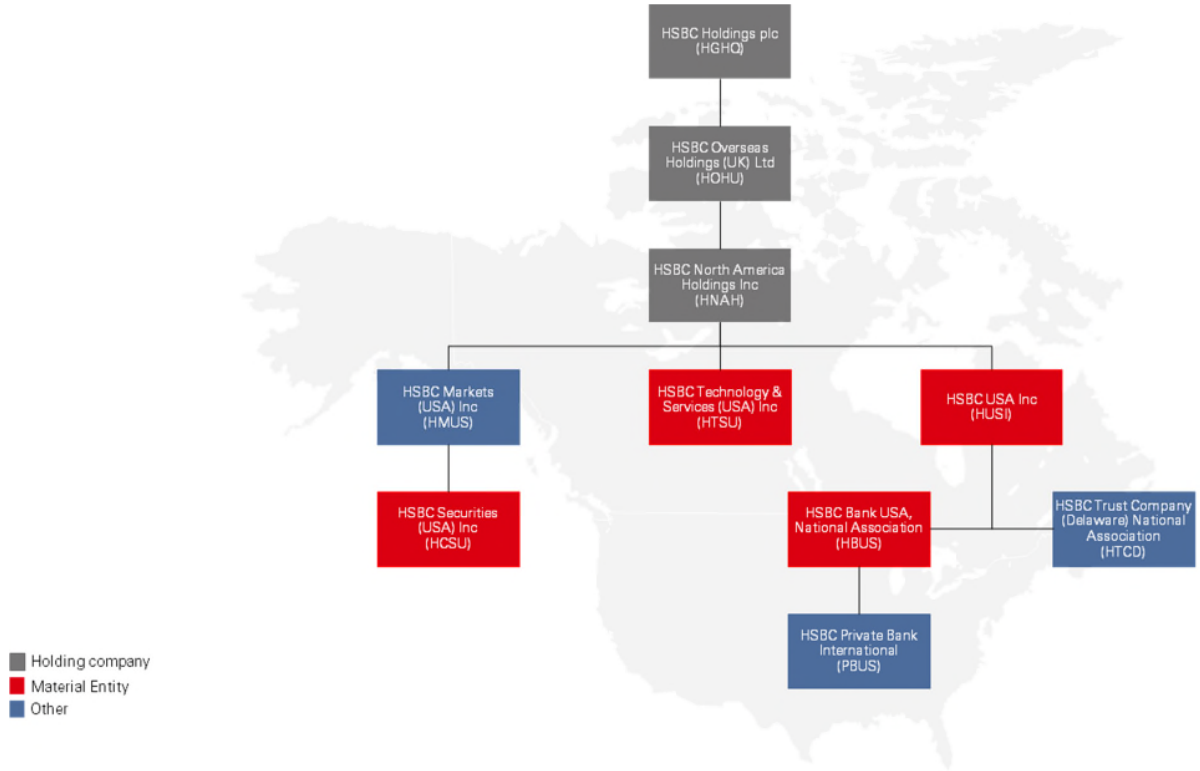 HSBC Holdings plc
(HGHQ)
HSBC Overseas
Holdings (UK) Ltd
(HOHU)
HSBC North America
Holdings Inc
(HNAH)
HSBC Markets
(USA) Inc
(HMUS)
HSBC Technology &
Services (USA) Inc
(HTSU)
HSBC USA Inc
(HUSI)
HSBC Securities
(USA) Inc
(HCSU)
HSBC Bank USA,
National Association
(HBUS)
HSBC Trust Company
(Delaware) National
Association
(HTCD)
HSBC Private Bank
International
(PBUS)
Holding company
Material Entity
Other